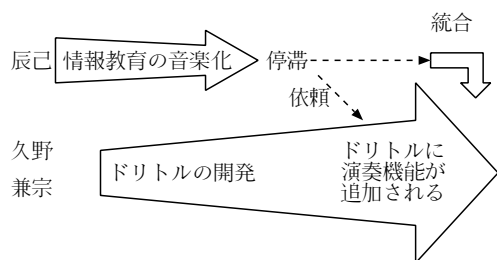 統合
辰己
情報教育の音楽化
停滞
依頼
久野
兼宗
ドリトルの開発
ドリトルに
演奏機能が
追加される